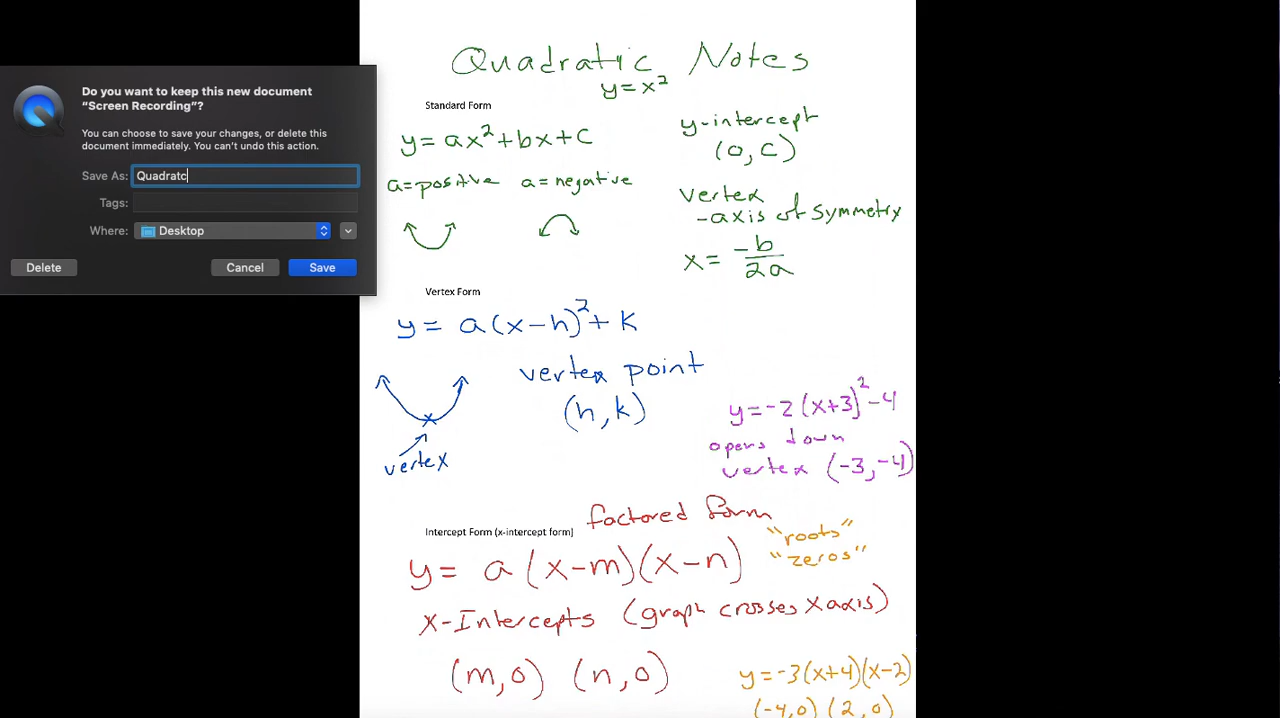 Do you want to keep this new document
“Screen Recording”?
You can choose to save your changes, or delete this
document immediately. You can't undo this action.
Save As: Quadratc
Tags:
Where: Desktop
Delete Cancel Save
Quadratic Notes
y=x²
Standard Form
y=ax²+bx+c
a=positive a=negative
y-intercept
(0,c)
vertex
-axis of symmetry
x= -b/2a
Vertex Form
y= a(x-h)²+k
vertex point
(h,k)
vertex
y=-2(x+3)²-4
opens down
vertex (-3,-4)
Intercept Form (x-intercept form) factored form
"roots"
"zeros"
y= a(x-m)(x-n)
x-Intercepts (graph crosses x axis)
(m,0) (n,0)
y=-3(x+4)(x-2)
(-4,0) (2,0)